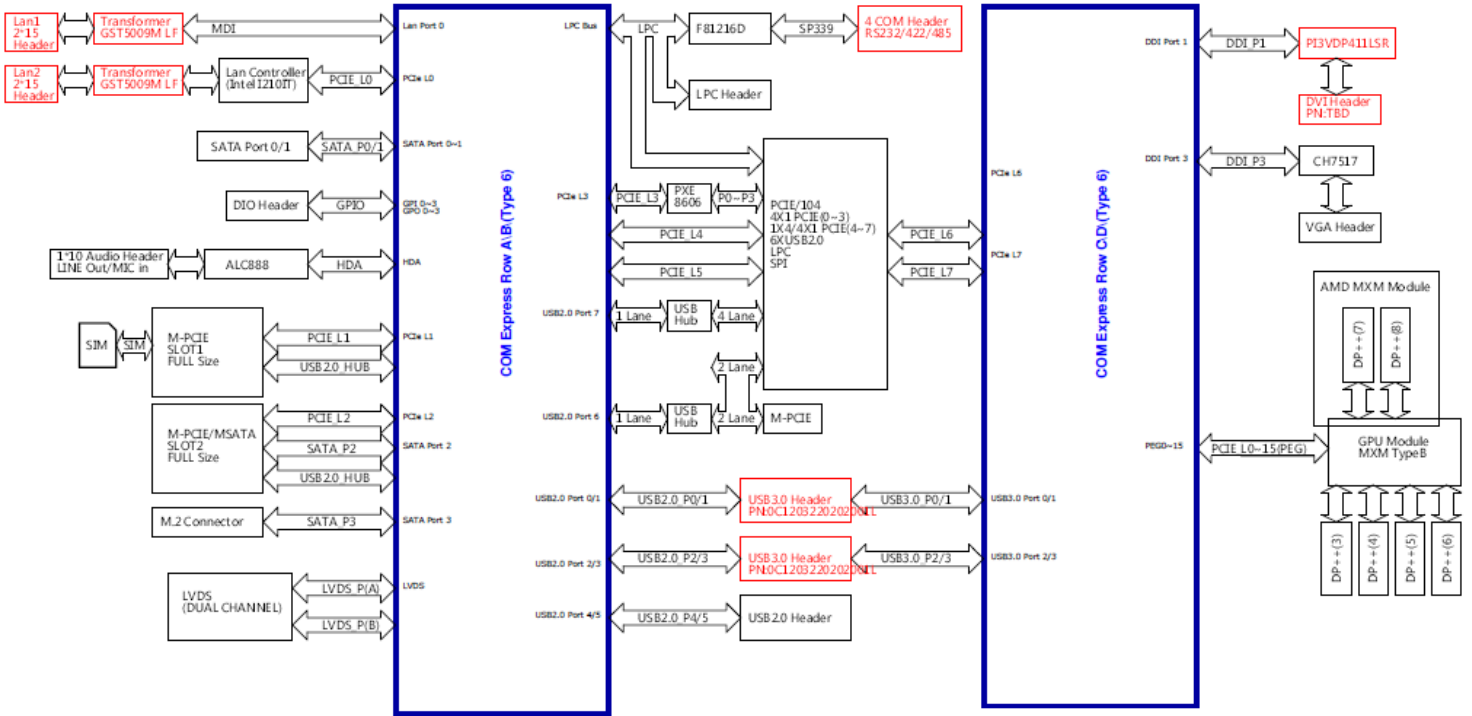 Lan1
2*15
Header
Transformer
GST5009M LF
MDI
Lan Port 0
Lan2
2*15
Header
Transformer
GST5009M LF
Lan Controller
(Intel I210IT)
PCIE_L0
PCIe L0
SATA Port 0/1
SATA_P0/1
SATA Port 0~1
DIO Header
GPIO
GPI 0~3
GPO 0~3
1*10 Audio Header
LINE Out/MIC in
ALC888
HDA
HDA
SIM
SIM
M-PCIE
SLOT1
FULL Size
PCIE_L1
USB2.0_HUB
PCIe L1
M-PCIE/MSATA
SLOT2
FULL Size
PCIE_L2
SATA_P2
USB2.0_HUB
PCIe L2
SATA Port 2
M.2 Connector
SATA_P3
SATA Port 3
LVDS
(DUAL CHANNEL)
LVDS_P(A)
LVDS_P(B)
LVDS
COM Express Row A\B\(Type 6)
LPC Bus
PCIe L3
USB2.0 Port 7
USB2.0 Port 6
USB2.0 Port 0/1
USB2.0 Port 2/3
USB2.0 Port 4/5
LPC
F81216D
SP339
4 COM Header
RS232/422/485
LPC Header
PCIE_L3
PXE
8606
P0~P3
PCIE_L4
PCIE_L5
PCIE/104
4X1 PCIE(0~3)
1X4/4X1 PCIE(4~7)
6XUSB2.0
LPC
SPI
1 Lane
USB
Hub
4 Lane
2 Lane
1 Lane
USB
Hub
2 Lane
M-PCIE
PCIE_L6
PCIE_L7
USB2.0_P0/1
USB3.0 Header
PN:0C1203220202001L
USB3.0_P0/1
USB2.0_P2/3
USB3.0 Header
PN:0C1203220202001L
USB3.0_P2/3
USB2.0_P4/5
USB2.0 Header
COM Express Row C\D\(Type 6)
PCIe L6
PCIe L7
USB3.0 Port 0/1
USB3.0 Port 2/3
DDI Port 1
DDI Port 3
PEG0~15
DDI_P1
PI3VDP411LSR
DVI Header
PN:TBD
DDI_P3
CH7517
VGA Header
AMD MXM Module
DP++(7)
DP++(8)
PCIE_L0~15(PEG)
GPU Module
MXM TypeB
DP++(3)
DP++(4)
DP++(5)
DP++(6)